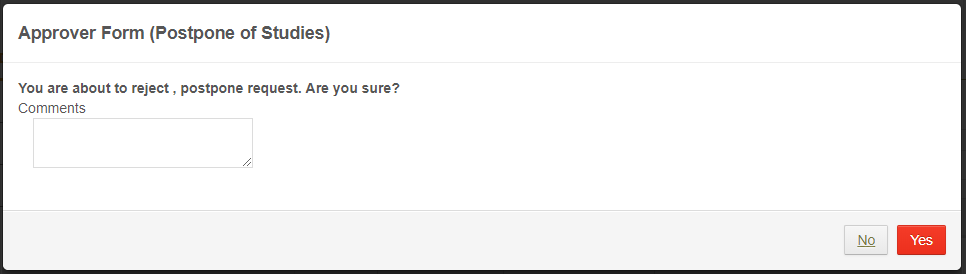 Approver Form (Postpone of Studies)
You are about to reject , postpone request. Are you sure?
Comments
No
Yes